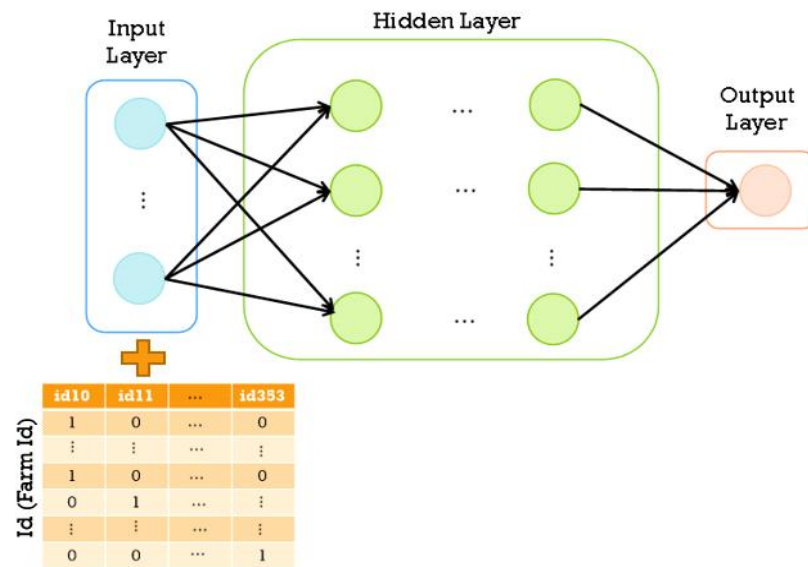 Input
Layer
Hidden Layer
Output
Layer
...
...
...
⋮
⋮
⋮
Id (Farm Id)
id10 id11 ... id353
1 0 ... 0
⋮ ⋮ ... ⋮
1 0 ... 0
0 1 ... ⋮
⋮ ⋮ ... ⋮
0 0 ... 1